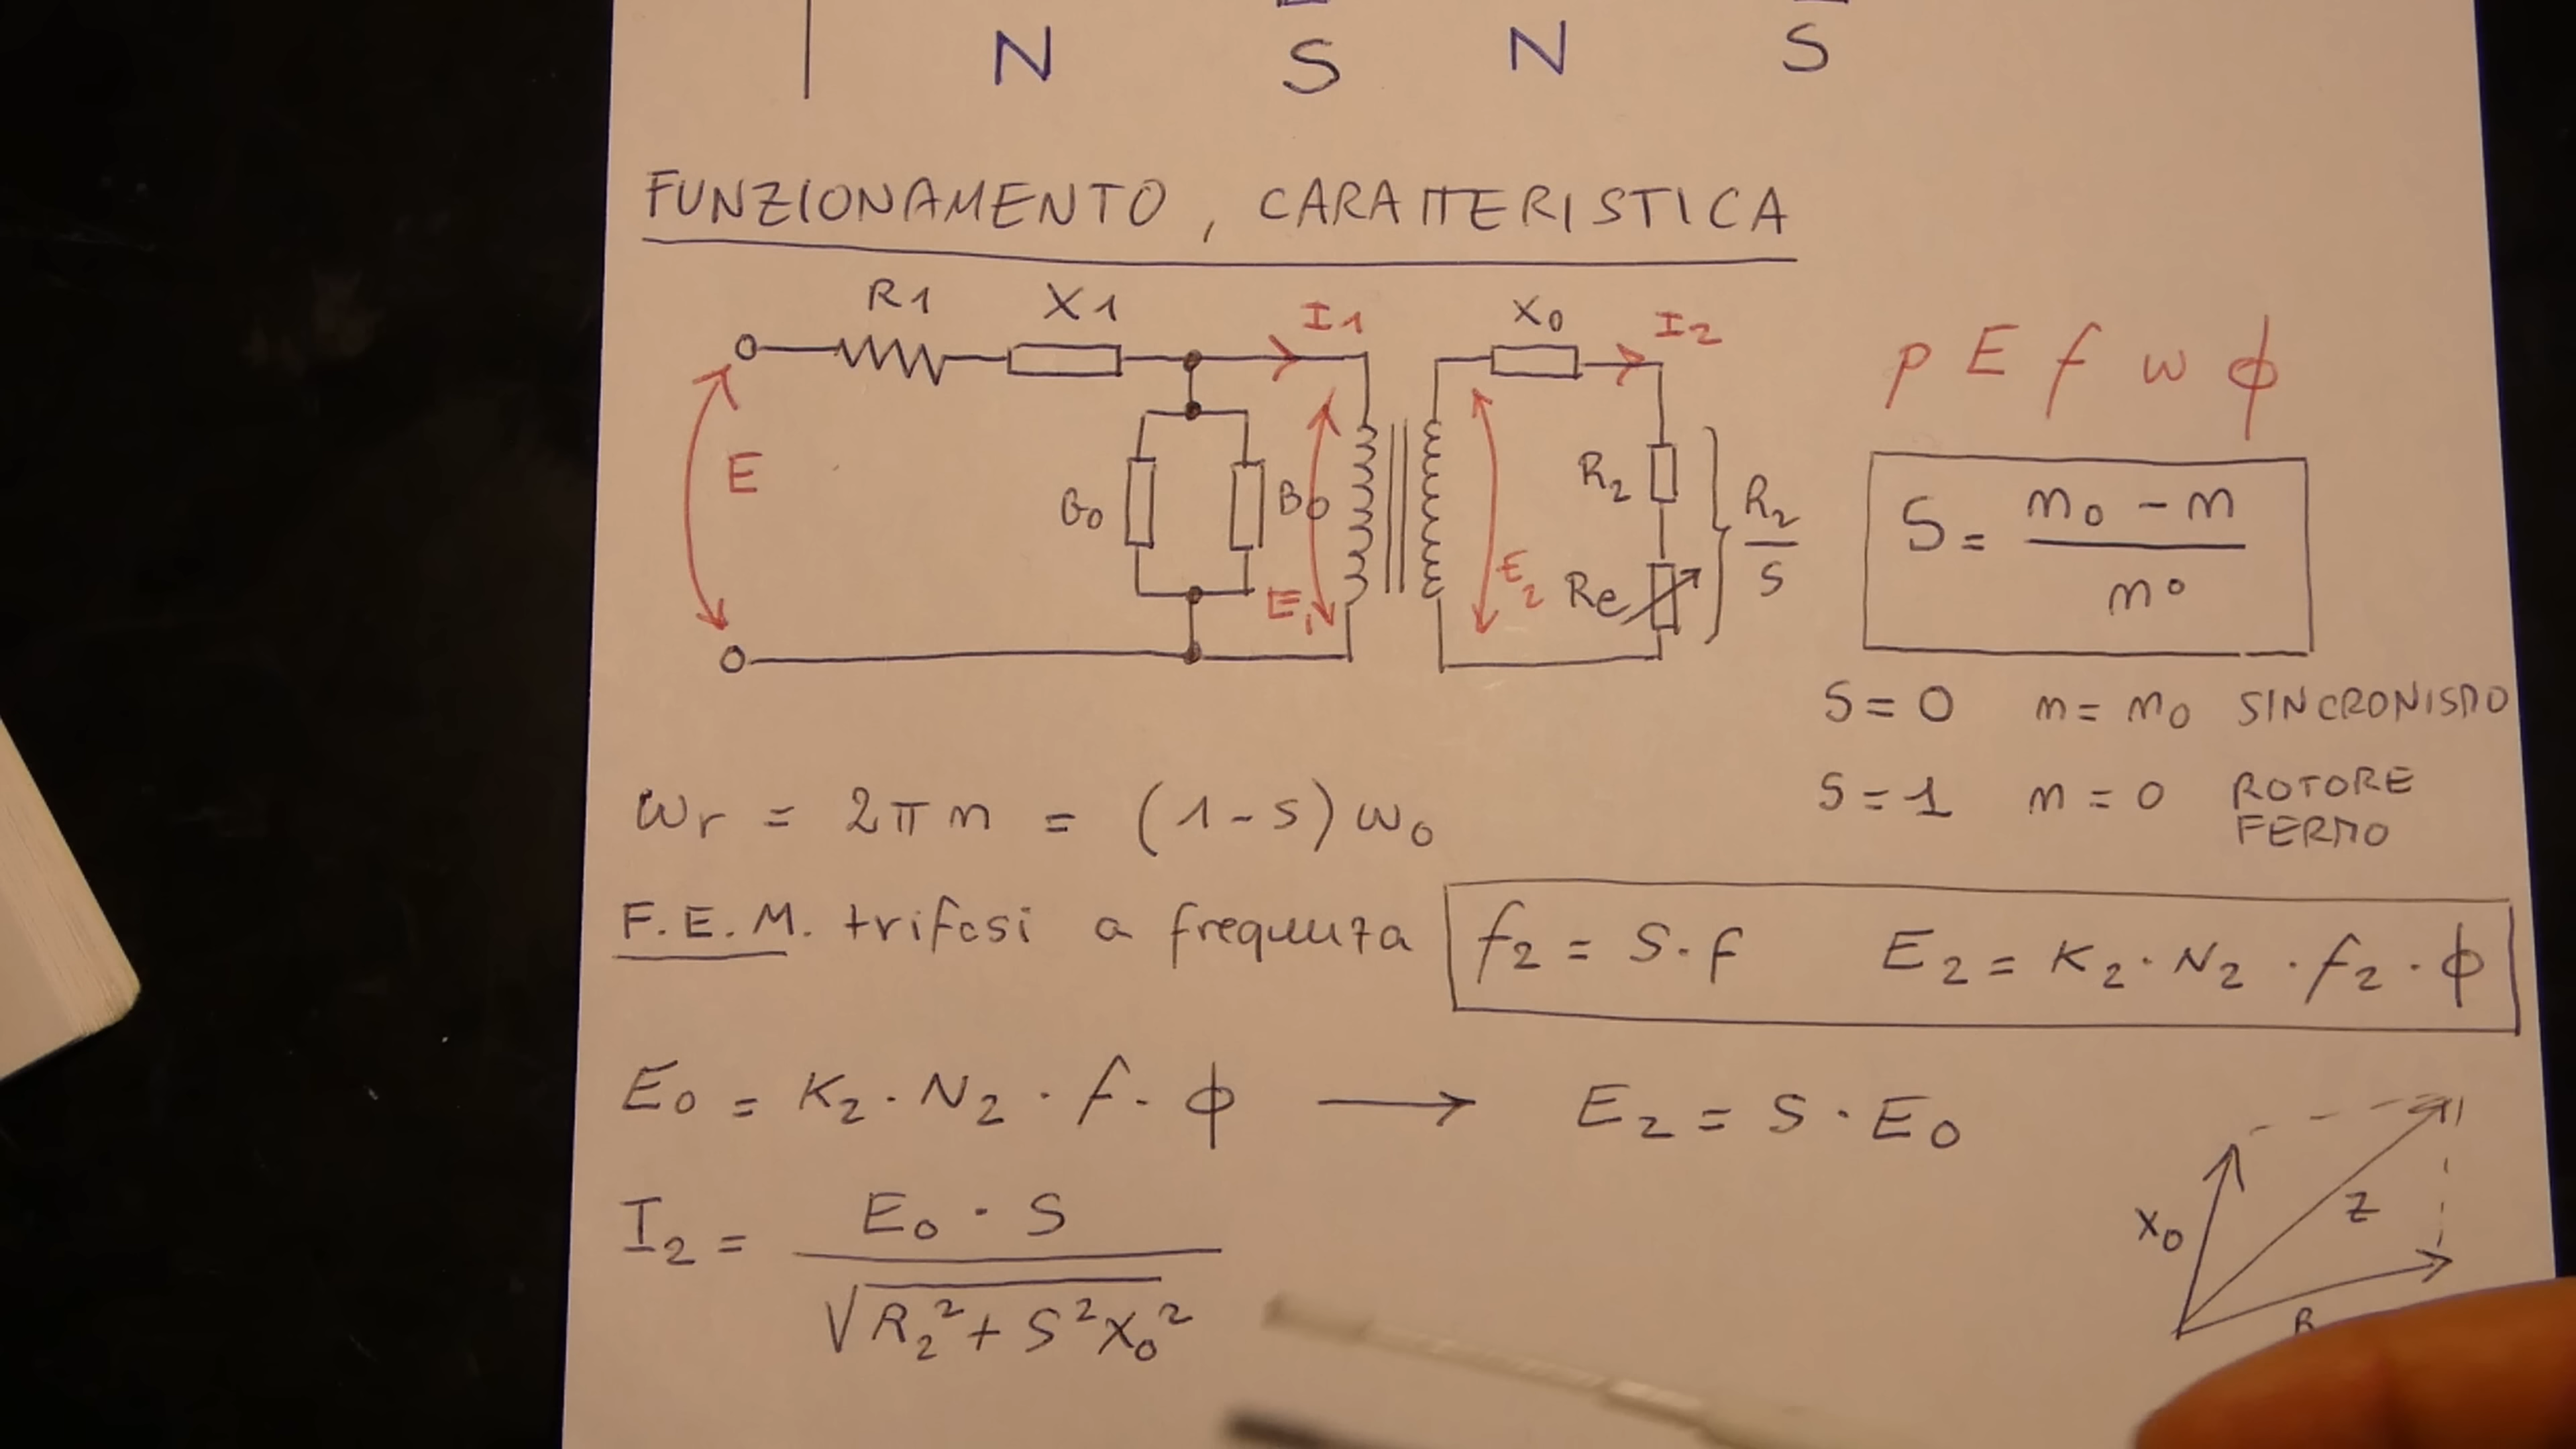 N S N S
FUNZIONAMENTO, CARATTERISTICA
R1 X1 I1 X0 I2
p E f w ϕ
E G0 B0 E1 E2 R2 Re R2/S
S = (m0 - m) / m0
S = 0 m = m0 SINCRONISMO
S = 1 m = 0 ROTORE
FERMO
ωr = 2πm = (1-s) ω0
F.E.M. trifasi a frequenza f2 = S·f E2 = K2·N2·f2·ϕ
E0 = K2·N2·f·ϕ → E2 = S·E0
I2 = (E0·S) / √(R2² + S²X0²)
X0 Z R